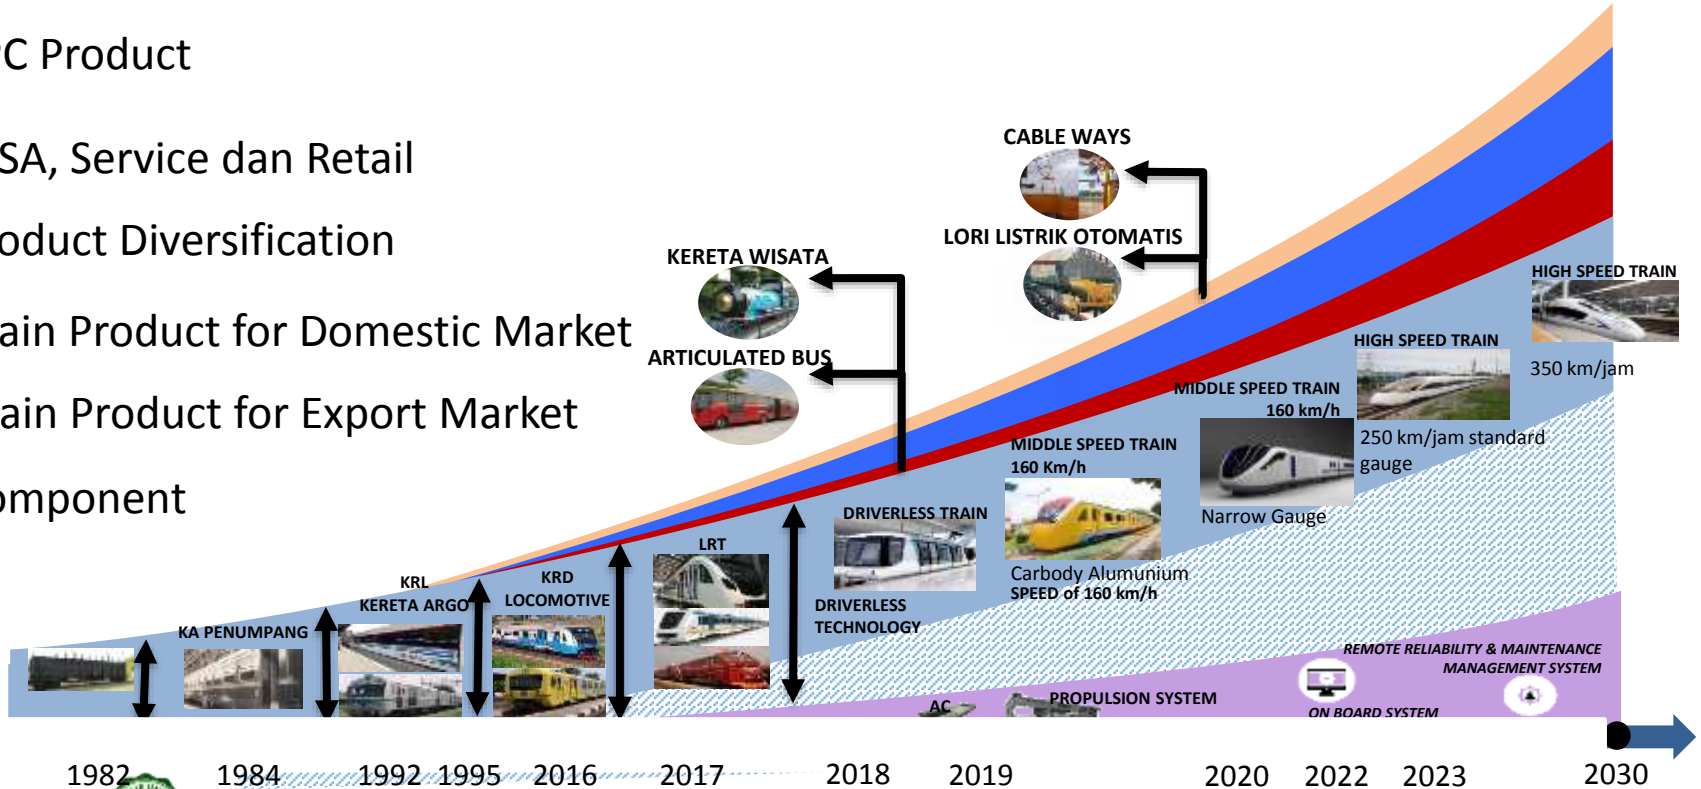 C Product
SA, Service dan Retail
oduct Diversification
ain Product for Domestic Market
ain Product for Export Market
omponent
CABLE WAYS
LORI LISTRIK OTOMATIS
KERETA WISATA
ARTICULATED BUS
HIGH SPEED TRAIN
350 km/jam
HIGH SPEED TRAIN
250 km/jam standard
gauge
MIDDLE SPEED TRAIN
160 km/h
Narrow Gauge
MIDDLE SPEED TRAIN
160 Km/h
Carbody Alumunium
SPEED of 160 km/h
DRIVERLESS TRAIN
DRIVERLESS
TECHNOLOGY
LRT
KRD
LOCOMOTIVE
KRL
KERETA ARGO
KA PENUMPANG
REMOTE RELIABILITY & MAINTENANCE
MANAGEMENT SYSTEM
AC
PROPULSION SYSTEM
ON BOARD SYSTEM
1982 1984 1992 1995 2016 2017 2018 2019 2020 2022 2023 2030